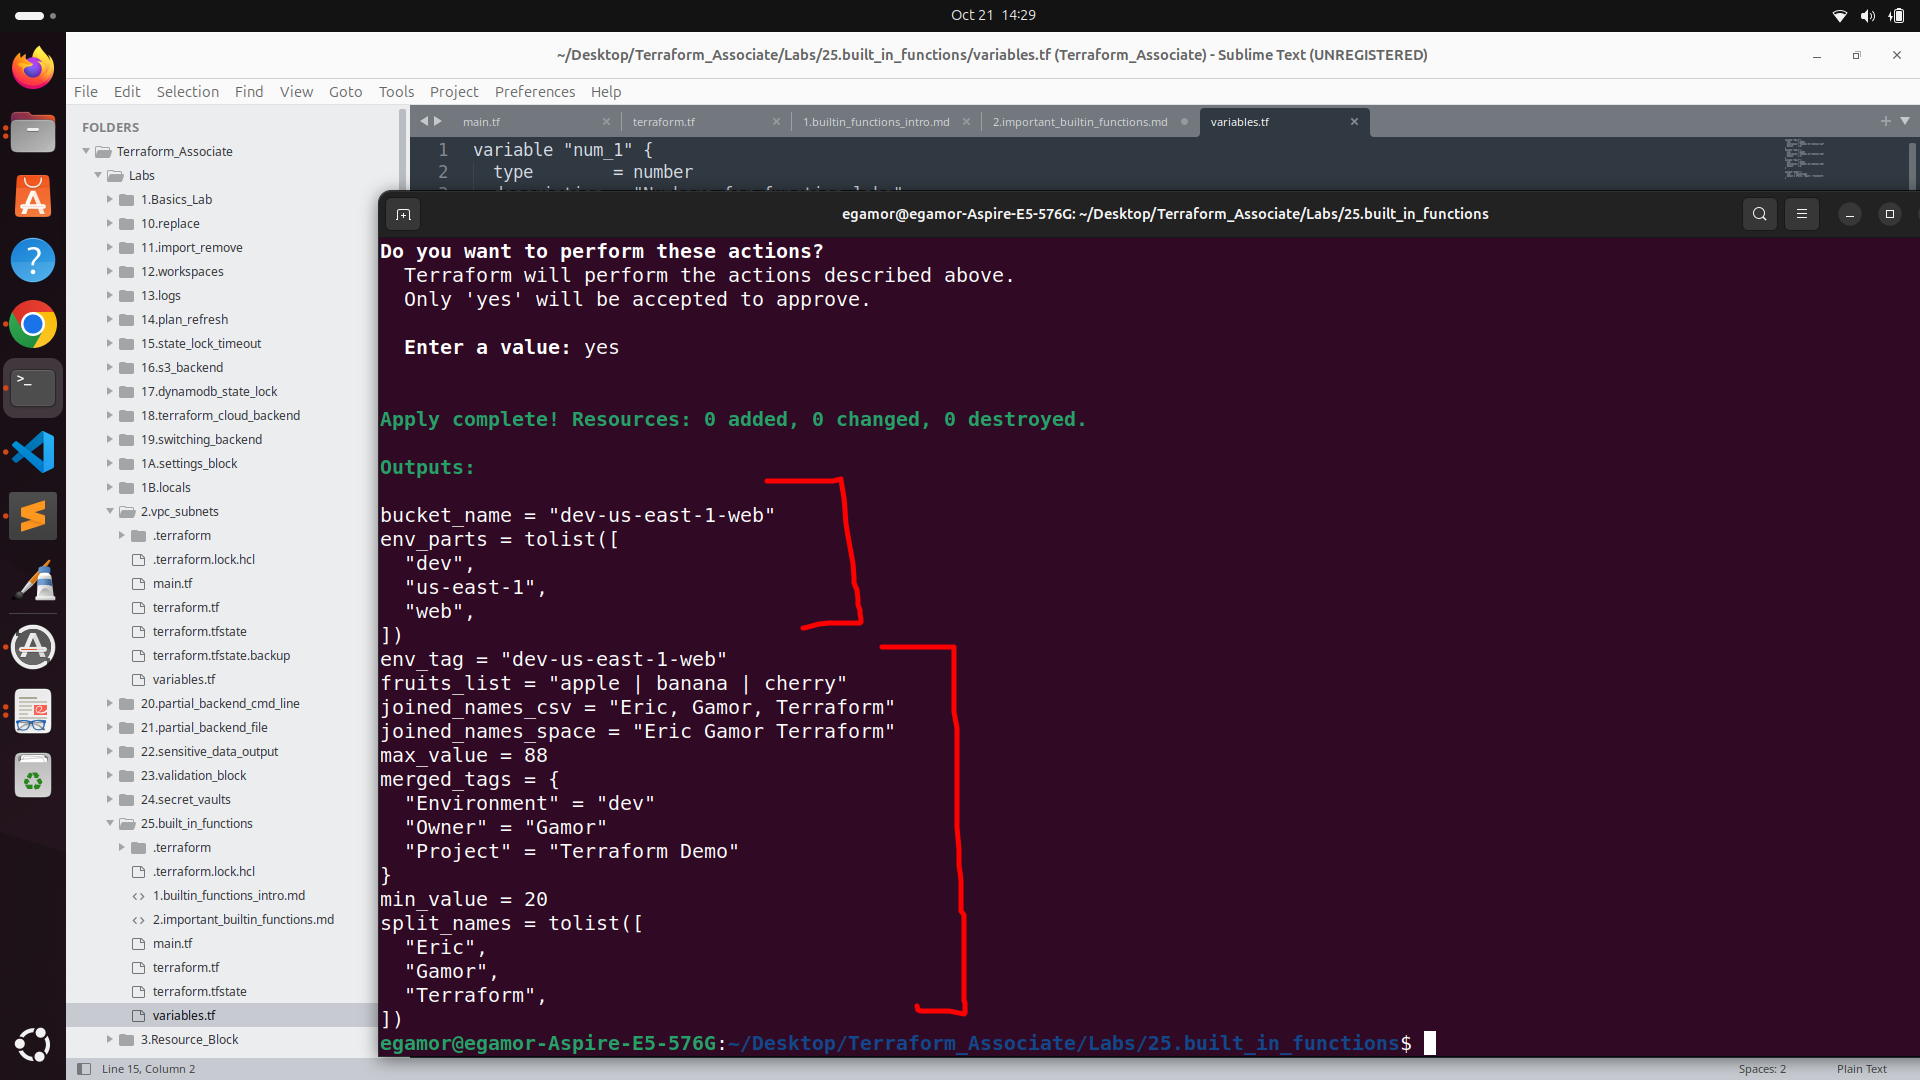 Oct 21 14:29
~/Desktop/Terraform_Associate/Labs/25.built_in_functions/variables.tf (Terraform_Associate) - Sublime Text (UNREGISTERED)
File Edit Selection Find View Goto Tools Project Preferences Help
FOLDERS
Terraform_Associate
Labs
1.Basics_Lab
10.replace
11.import_remove
12.workspaces
13.logs
14.plan_refresh
15.state_lock_timeout
16.s3_backend
17.dynamodb_state_lock
18.terraform_cloud_backend
19.switching_backend
1A.settings_block
1B.locals
2.vpc_subnets
.terraform
.terraform.lock.hcl
main.tf
terraform.tf
terraform.tfstate
terraform.tfstate.backup
variables.tf
20.partial_backend_cmd_line
21.partial_backend_file
22.sensitive_data_output
23.validation_block
24.secret_vaults
25.built_in_functions
.terraform
.terraform.lock.hcl
1.builtin_functions_intro.md
2.important_builtin_functions.md
main.tf
terraform.tf
terraform.tfstate
variables.tf
3.Resource_Block
main.tf terraform.tf 1.builtin_functions_intro.md 2.important_builtin_functions.md variables.tf
1 variable "num_1" {
2 type = number
egamor@egamor-Aspire-E5-576G: ~/Desktop/Terraform_Associate/Labs/25.built_in_functions
Do you want to perform these actions?
Terraform will perform the actions described above.
Only 'yes' will be accepted to approve.
Enter a value: yes
Apply complete! Resources: 0 added, 0 changed, 0 destroyed.
Outputs:
bucket_name = "dev-us-east-1-web"
env_parts = tolist([
"dev",
"us-east-1",
"web",
])
env_tag = "dev-us-east-1-web"
fruits_list = "apple | banana | cherry"
joined_names_csv = "Eric, Gamor, Terraform"
joined_names_space = "Eric Gamor Terraform"
max_value = 88
merged_tags = {
"Environment" = "dev"
"Owner" = "Gamor"
"Project" = "Terraform Demo"
}
min_value = 20
split_names = tolist([
"Eric",
"Gamor",
"Terraform",
])
egamor@egamor-Aspire-E5-576G:~/Desktop/Terraform_Associate/Labs/25.built_in_functions$
Line 15, Column 2
Spaces: 2
Plain Text